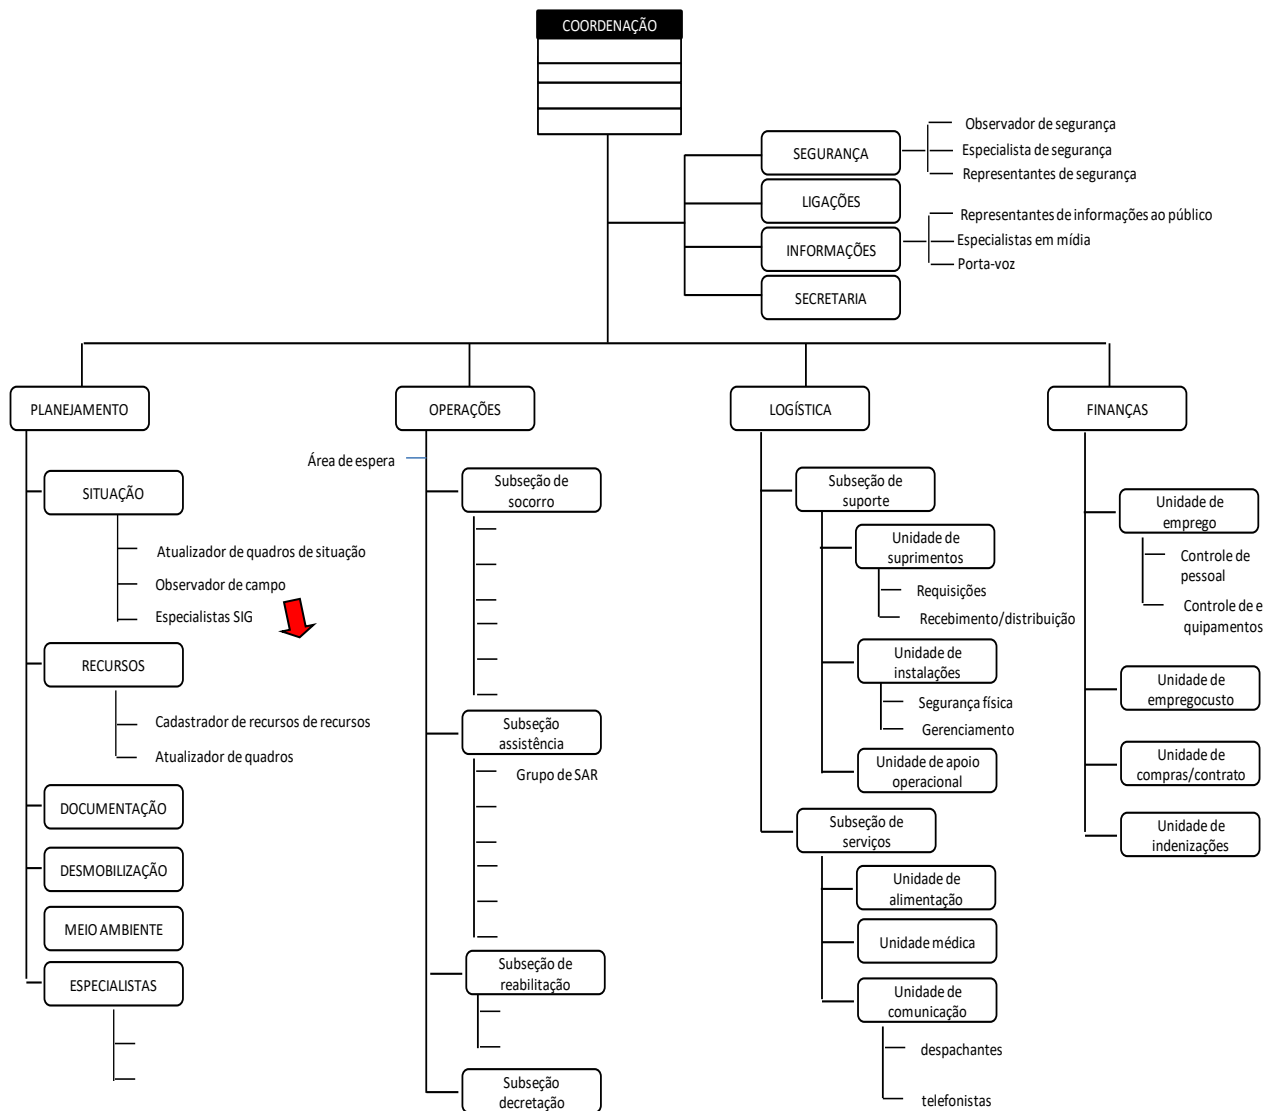 COORDENAÇÃO
SEGURANÇA
Observador de segurança
Especialista de segurança
Representantes de segurança
LIGAÇÕES
INFORMAÇÕES
Representantes de informações ao público
Especialistas em mídia
Porta-voz
SECRETARIA
PLANEJAMENTO
SITUAÇÃO
Atualizador de quadros de situação
Observador de campo
Especialistas SIG
RECURSOS
Cadastrador de recursos de recursos
Atualizador de quadros
DOCUMENTAÇÃO
DESMOBILIZAÇÃO
MEIO AMBIENTE
ESPECIALISTAS
OPERAÇÕES
Área de espera
Subseção de
socorro
Subseção
assistência
Grupo de SAR
Subseção de
reabilitação
Subseção
decretação
LOGÍSTICA
Subseção de
suporte
Unidade de
suprimentos
Requisições
Recebimento/distribuição
Unidade de
instalações
Segurança física
Gerenciamento
Unidade de apoio
operacional
Subseção de
serviços
Unidade de
alimentação
Unidade médica
Unidade de
comunicação
despachantes
telefonistas
FINANÇAS
Unidade de
emprego
Controle de
pessoal
Controle de e
quipamentos
Unidade de
empregocusto
Unidade de
compras/contrato
Unidade de
indenizações